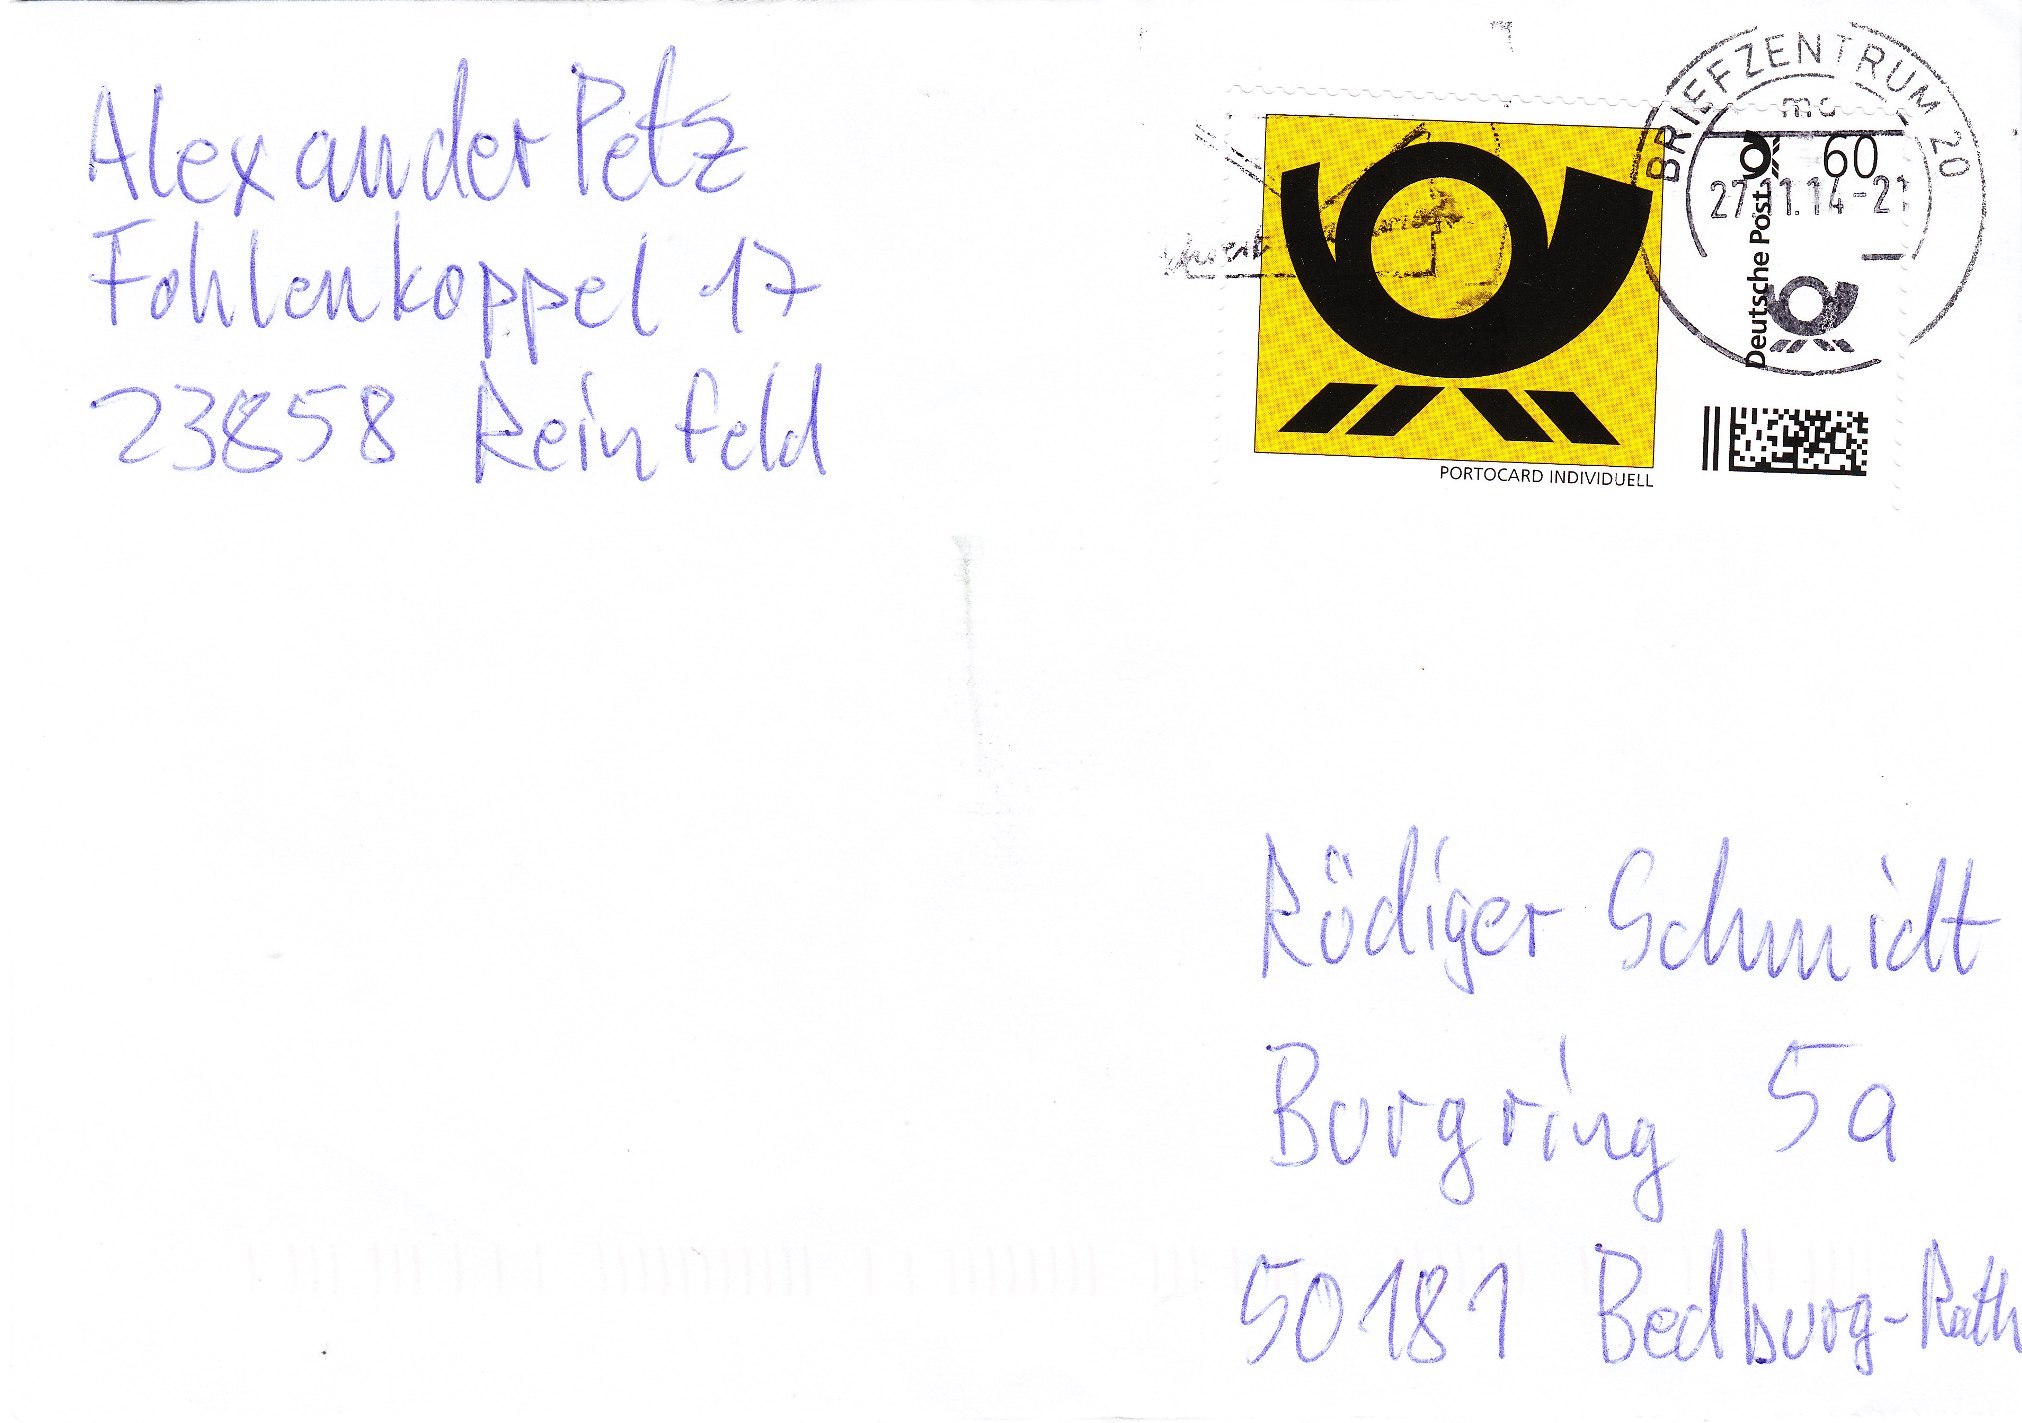 Alexander Petz
Fohlenkoppel 17
23858 Reinfeld
BRIEFZENTRUM 20
mc
60
27.11.14-21
Deutsche Post
PORTOCARD INDIVIDUELL
Rödiger Schmidt
Burgring 5a
50181 Bedburg-Rath